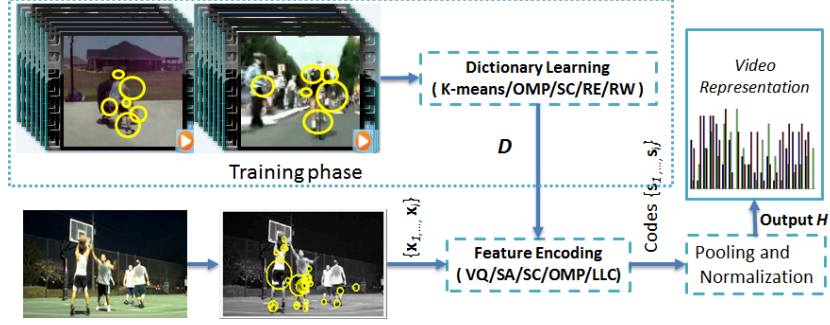 Dictionary Learning
( K-means/OMP/SC/RE/RW )
Training phase
D
Video
Representation
{x1,..., xi}
Feature Encoding
( VQ/SA/SC/OMP/LLC)
Codes {s1,..., si}
Pooling and
Normalization
Output H